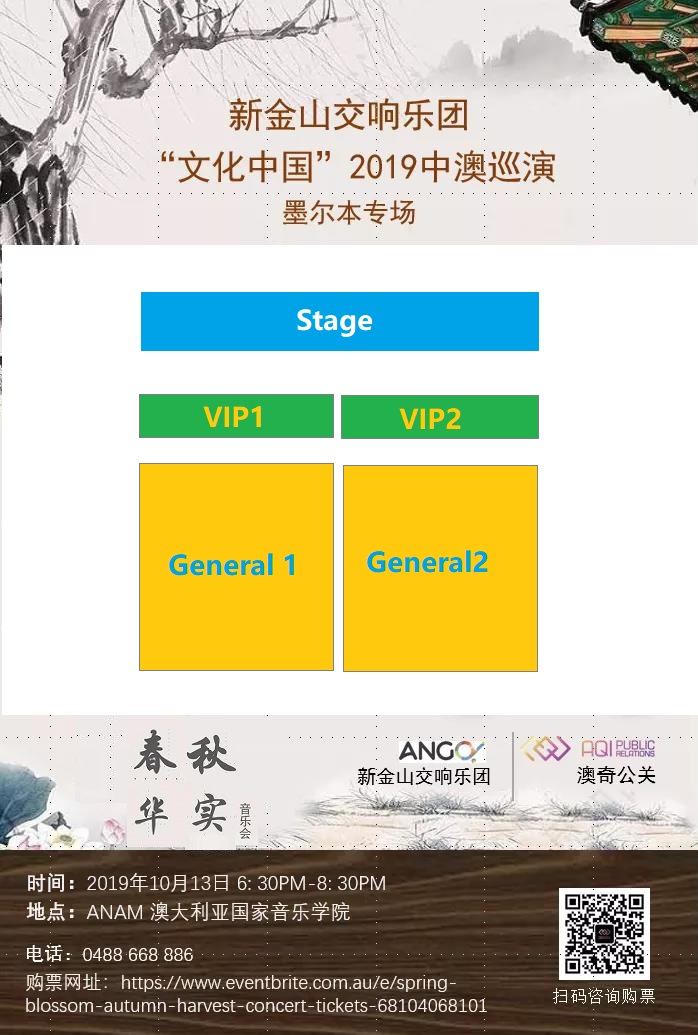 新金山交响乐团
“文化中国”2019中澳巡演
墨尔本专场
Stage
VIP1 VIP2
General 1 General2
春 秋
华 实 音乐会
ANGO AQI PUBLIC RELATIONS
新金山交响乐团 澳奇公关
时间：2019年10月13日 6: 30PM-8: 30PM
地点：ANAM 澳大利亚国家音乐学院
电话：0488 668 886
购票网址：https://www.eventbrite.com.au/e/spring-
blossom-autumn-harvest-concert-tickets-68104068101
扫码咨询购票